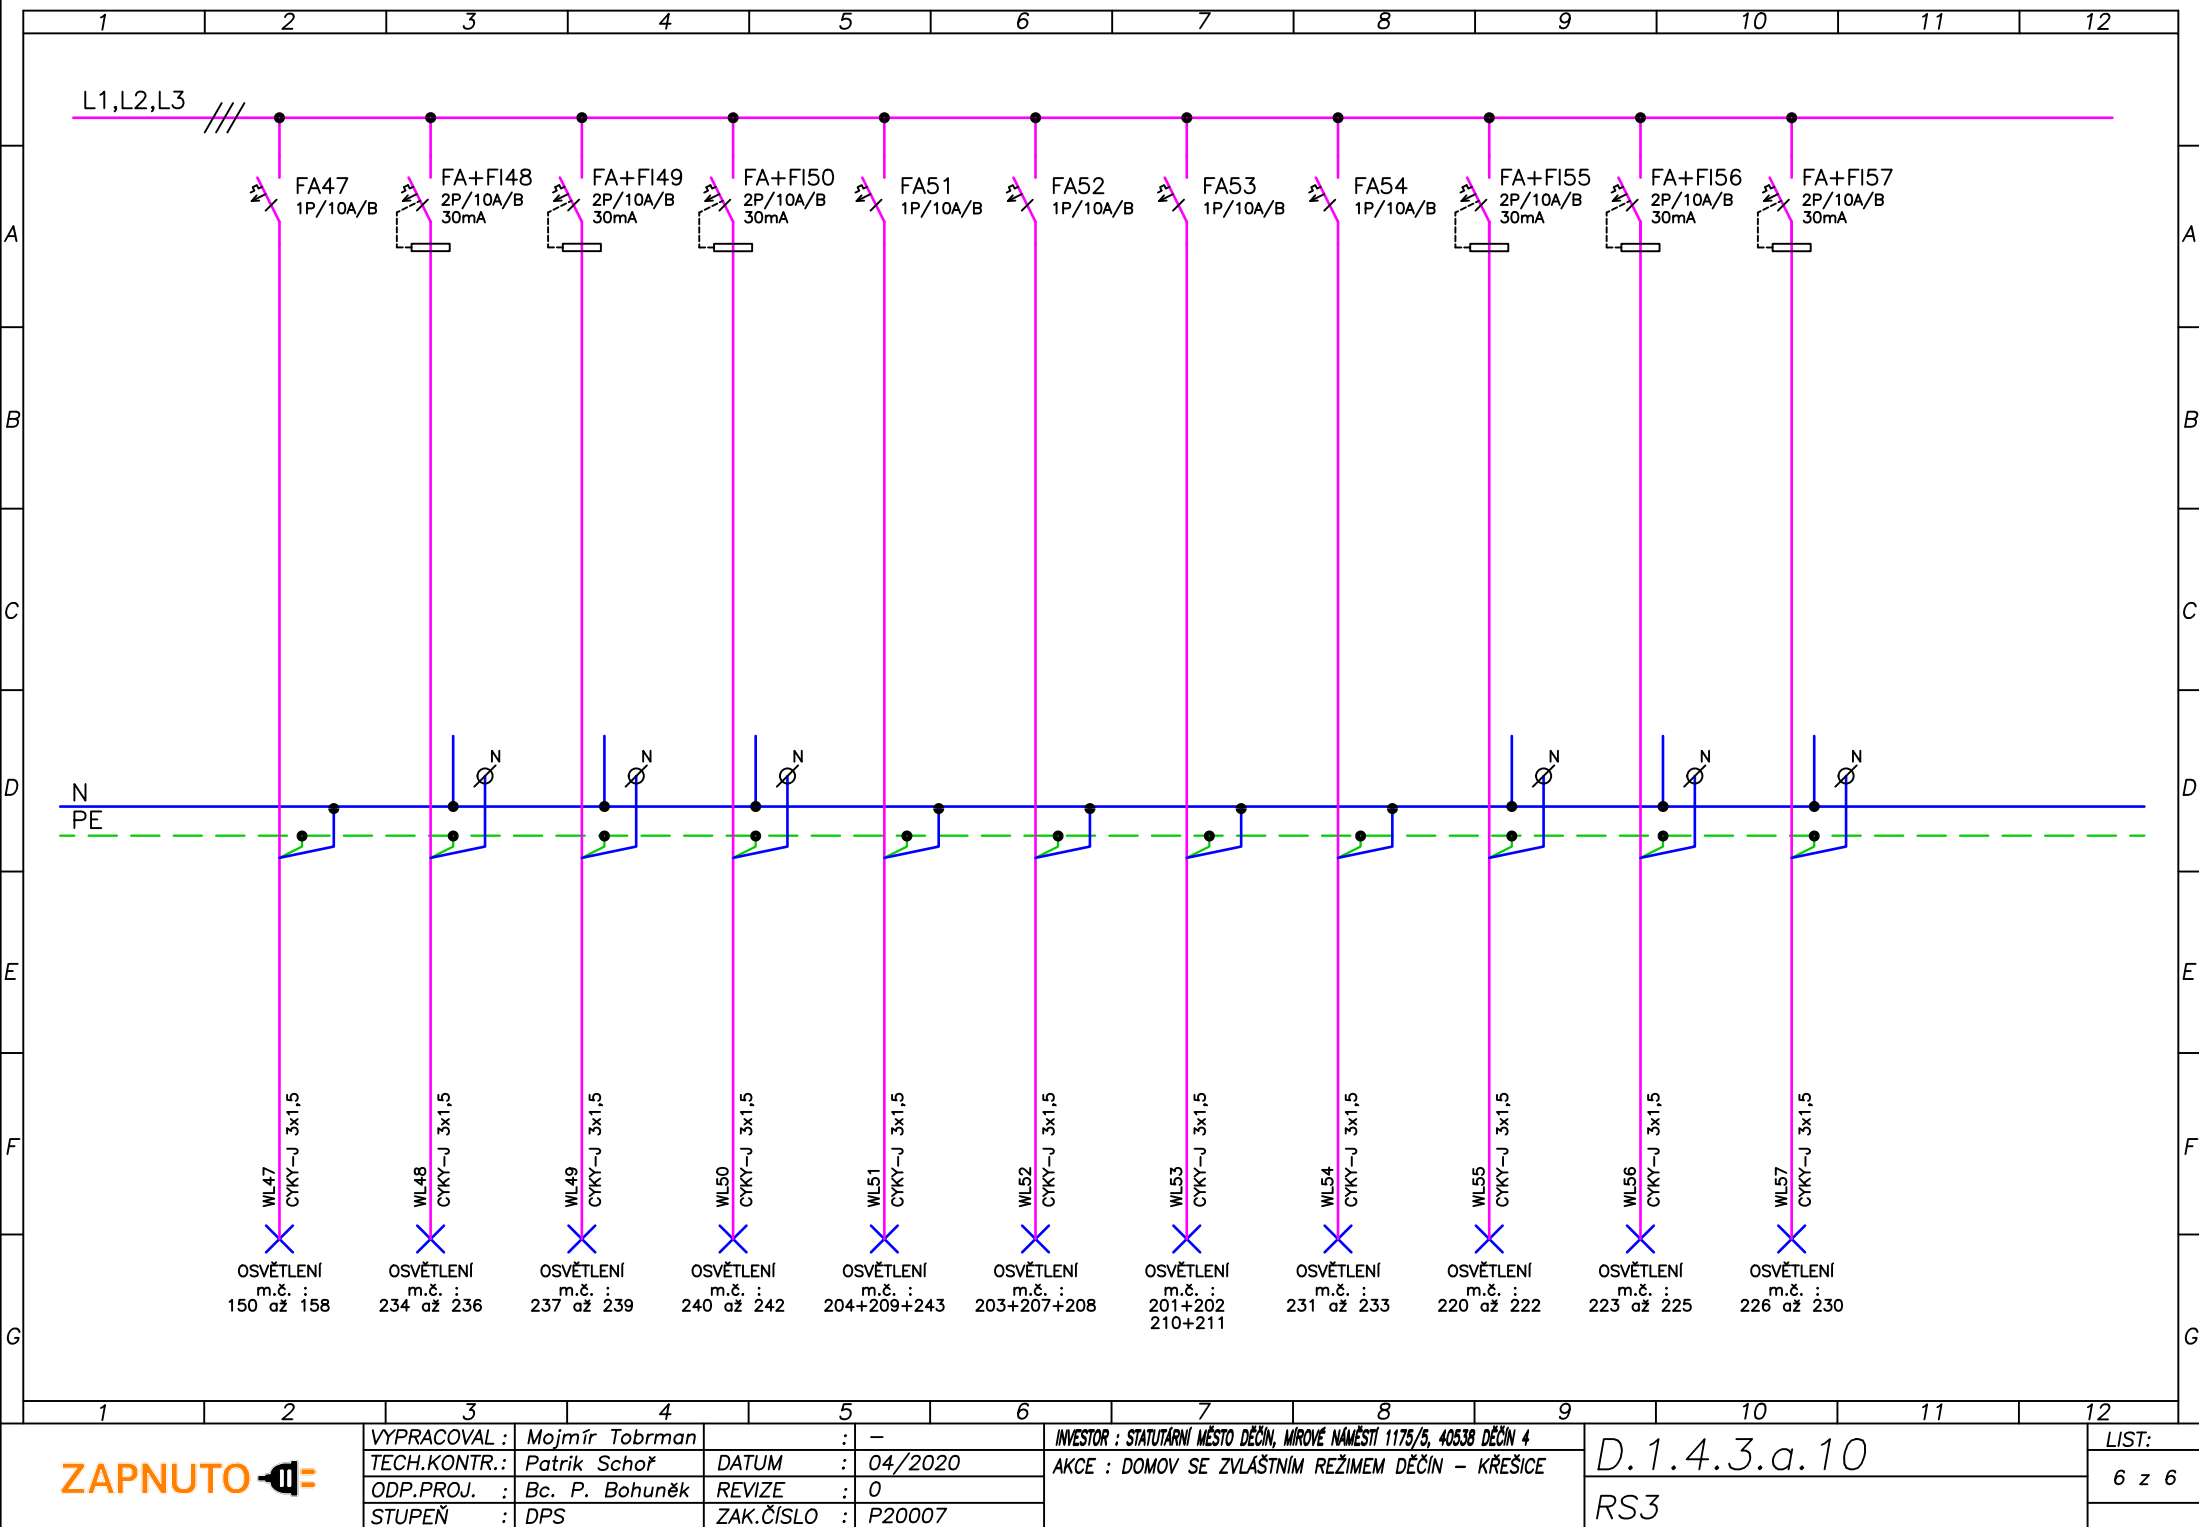 1 2 3 4 5 6 7 8 9 10 11 12
L1,L2,L3
FA47
1P/10A/B
FA+FI48
2P/10A/B
30mA
FA+FI49
2P/10A/B
30mA
FA+FI50
2P/10A/B
30mA
FA51
1P/10A/B
FA52
1P/10A/B
FA53
1P/10A/B
FA54
1P/10A/B
FA+FI55
2P/10A/B
30mA
FA+FI56
2P/10A/B
30mA
FA+FI57
2P/10A/B
30mA
A A
B B
C C
N N N N N N
D D
N
PE
E E
F F
WL47
CYKY-J 3x1,5
WL48
CYKY-J 3x1,5
WL49
CYKY-J 3x1,5
WL50
CYKY-J 3x1,5
WL51
CYKY-J 3x1,5
WL52
CYKY-J 3x1,5
WL53
CYKY-J 3x1,5
WL54
CYKY-J 3x1,5
WL55
CYKY-J 3x1,5
WL56
CYKY-J 3x1,5
WL57
CYKY-J 3x1,5
OSVĚTLENÍ
m.č. :
150 až 158
OSVĚTLENÍ
m.č. :
234 až 236
OSVĚTLENÍ
m.č. :
237 až 239
OSVĚTLENÍ
m.č. :
240 až 242
OSVĚTLENÍ
m.č. :
204+209+243
OSVĚTLENÍ
m.č. :
203+207+208
OSVĚTLENÍ
m.č. :
201+202
210+211
OSVĚTLENÍ
m.č. :
231 až 233
OSVĚTLENÍ
m.č. :
220 až 222
OSVĚTLENÍ
m.č. :
223 až 225
OSVĚTLENÍ
m.č. :
226 až 230
G G
1 2 3 4 5 6 7 8 9 10 11 12
ZAPNUTO
VYPRACOVAL : Mojmír Tobrman : -
TECH.KONTR.: Patrik Schoř DATUM : 04/2020
ODP.PROJ. : Bc. P. Bohuněk REVIZE : 0
STUPEŇ : DPS ZAK.ČÍSLO : P20007
INVESTOR : STATUTÁRNÍ MĚSTO DĚČÍN, MÍROVÉ NÁMĚSTÍ 1175/5, 40538 DĚČÍN 4
AKCE : DOMOV SE ZVLÁŠTNÍM REŽIMEM DĚČÍN - KŘEŠICE
D.1.4.3.a.10
RS3
LIST:
6 z 6